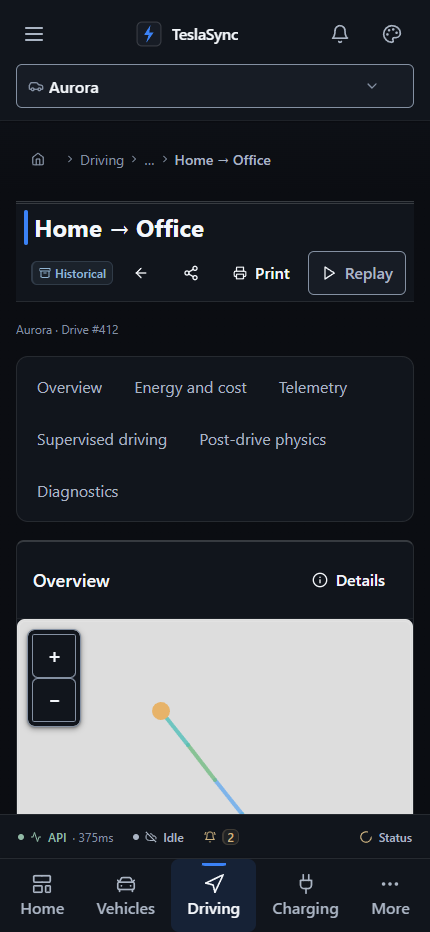 TeslaSync
Aurora
Driving ... Home → Office
Home → Office
Historical Print Replay
Aurora · Drive #412
Overview Energy and cost Telemetry
Supervised driving Post-drive physics
Diagnostics
Overview Details
+
−
API · 375ms Idle 2 Status
Home Vehicles Driving Charging More